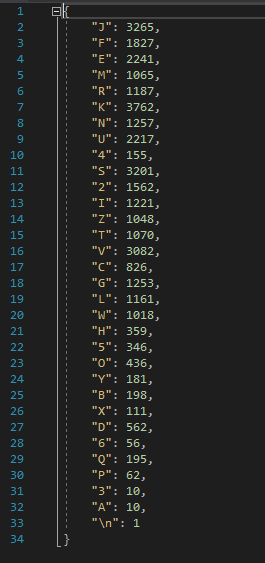 1 {
2 "J": 3265,
3 "F": 1827,
4 "E": 2241,
5 "M": 1065,
6 "R": 1187,
7 "K": 3762,
8 "N": 1257,
9 "U": 2217,
10 "4": 155,
11 "S": 3201,
12 "2": 1562,
13 "I": 1221,
14 "Z": 1048,
15 "T": 1070,
16 "V": 3082,
17 "C": 826,
18 "G": 1253,
19 "L": 1161,
20 "W": 1018,
21 "H": 359,
22 "5": 346,
23 "O": 436,
24 "Y": 181,
25 "B": 198,
26 "X": 111,
27 "D": 562,
28 "6": 56,
29 "Q": 195,
30 "P": 62,
31 "3": 10,
32 "A": 10,
33 "\n": 1
34 }